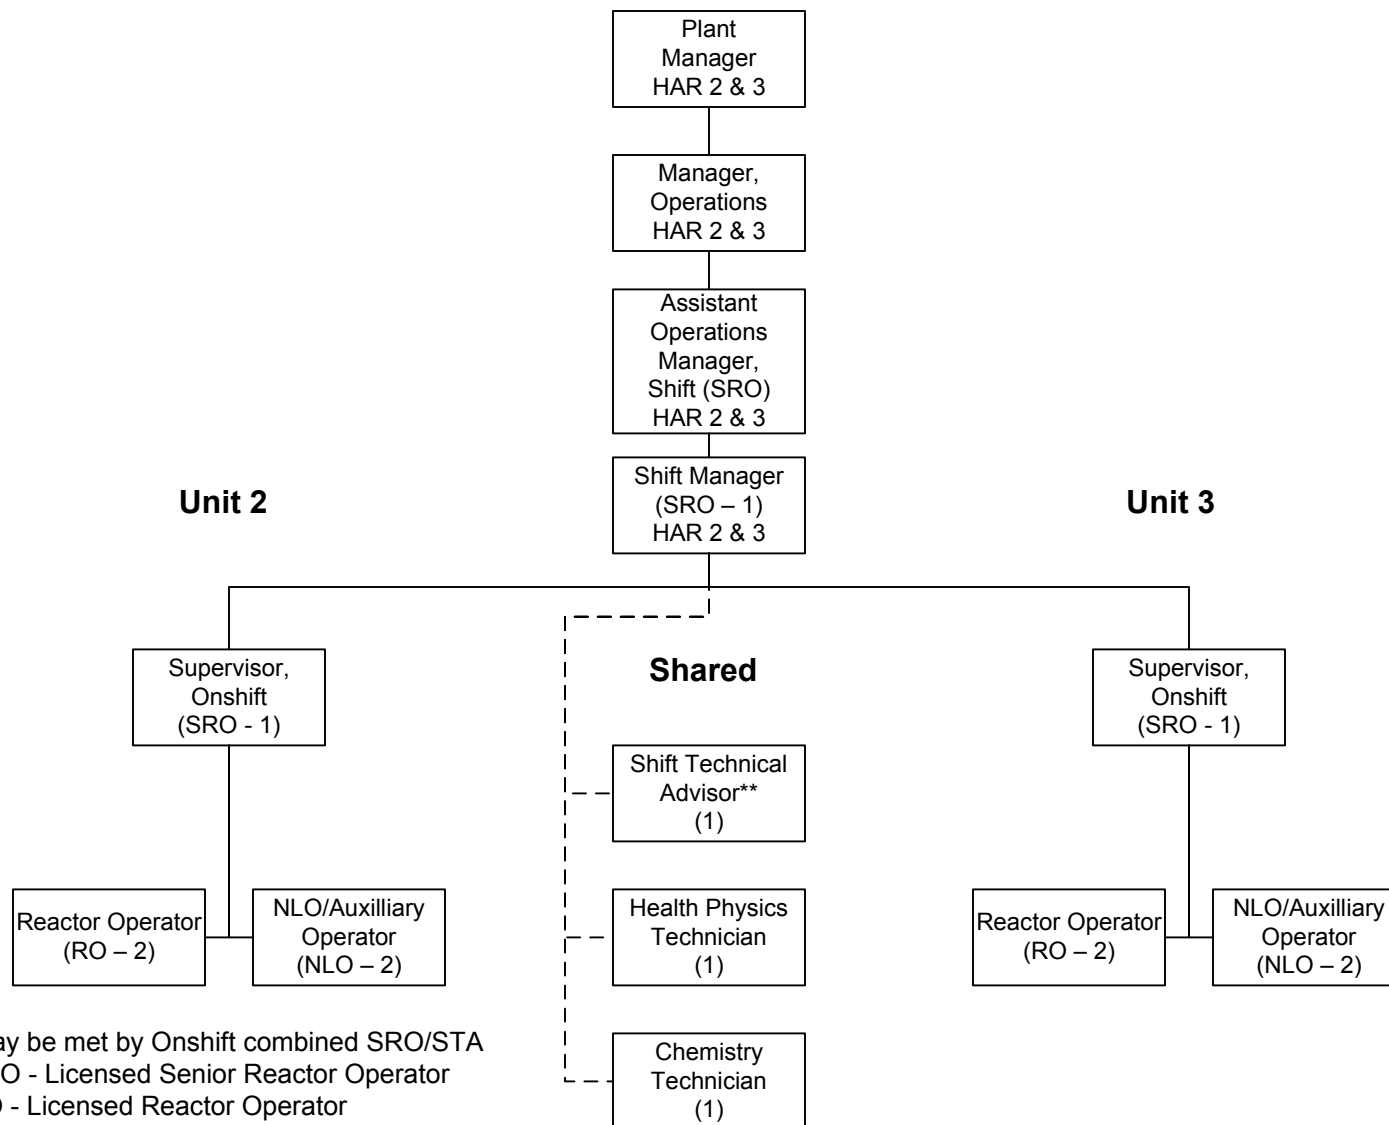 Plant
Manager
HAR 2 & 3
Manager,
Operations
HAR 2 & 3
Assistant
Operations
Manager,
Shift (SRO)
HAR 2 & 3
Shift Manager
(SRO – 1)
HAR 2 & 3
Unit 2
Unit 3
Supervisor,
Onshift
(SRO - 1)
Shared
Supervisor,
Onshift
(SRO - 1)
Shift Technical
Advisor**
(1)
Reactor Operator
(RO – 2)
NLO/Auxilliary
Operator
(NLO – 2)
Health Physics
Technician
(1)
Reactor Operator
(RO – 2)
NLO/Auxilliary
Operator
(NLO – 2)
Chemistry
Technician
(1)
be met by Onshift combined SRO/STA
- Licensed Senior Reactor Operator
- Licensed Reactor Operator